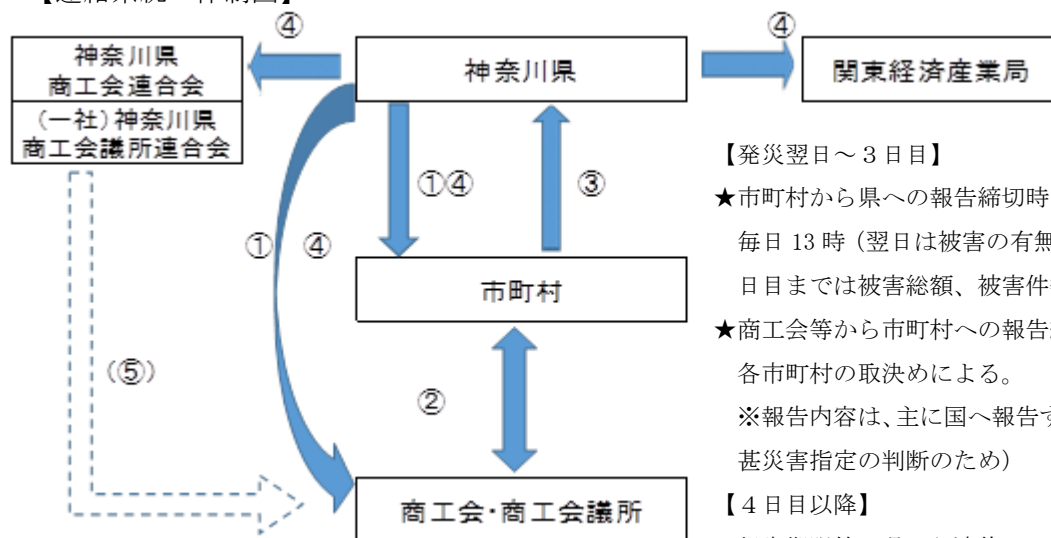 ④
④
神奈川県
商工会連合会
(一社)神奈川県
商工会議所連合会
神奈川県
関東経済産業局
①④
③
①
④
市町村
(⑤)
②
商工会・商工会議所
【発災翌日~3日目】
★市町村から県への報告締切時
毎日 13 時(翌日は被害の有無
日目までは被害総額、被害件
★商工会等から市町村への報告
各市町村の取決めによる。
※報告内容は、主に国へ報告す
甚災害指定の判断のため)
【4日目以降】